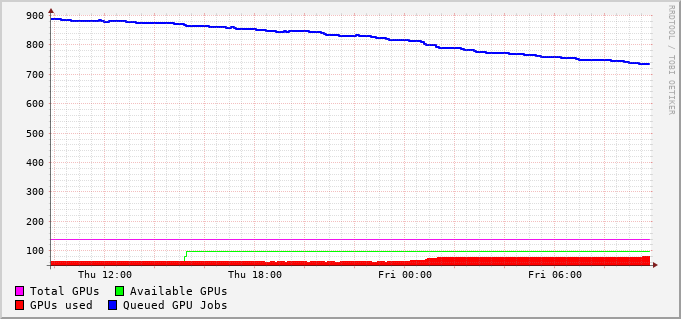 900
800
700
600
500
400
300
200
100
Thu 12:00 Thu 18:00 Fri 00:00 Fri 06:00
Total GPUs Available GPUs
GPUs used Queued GPU Jobs
RRDTOOL / TOBI OETIKER